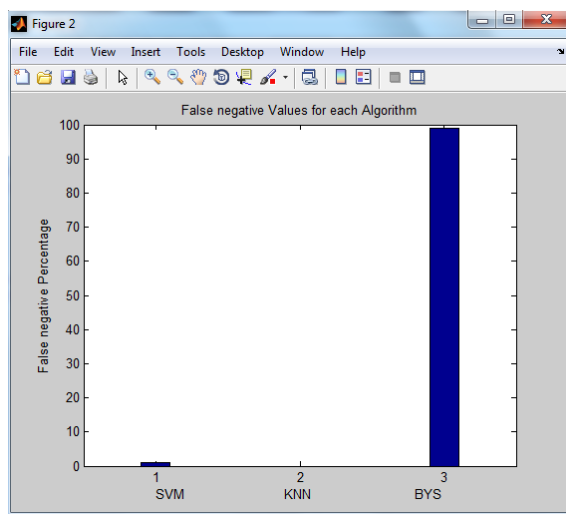 Figure 2
File Edit View Insert Tools Desktop Window Help
False negative Values for each Algorithm
100
90
80
70
60
50
40
30
20
10
0
False negative Percentage
1 2 3
SVM KNN BYS